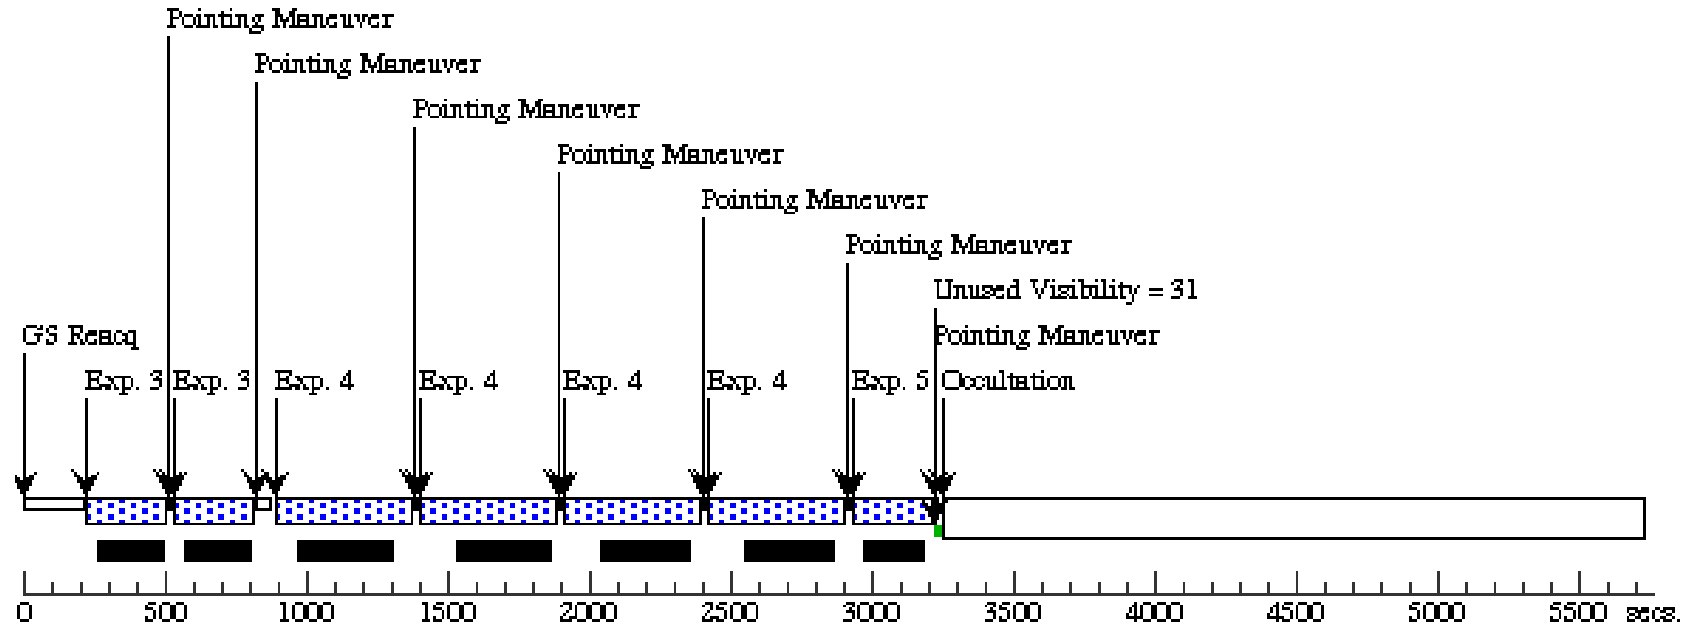 Pointing Maneuver
Pointing Maneuver
Pointing Maneuver
Pointing Maneuver
Pointing Maneuver
Pointing Maneuver
Unused Visibility = 31
GS Reacq Pointing Maneuver
Exp. 3 Exp. 3 Exp. 4 Exp. 4 Exp. 4 Exp. 4 Exp. 5 Occultation
0 500 1000 1500 2000 2500 3000 3500 4000 4500 5000 5500 secs.